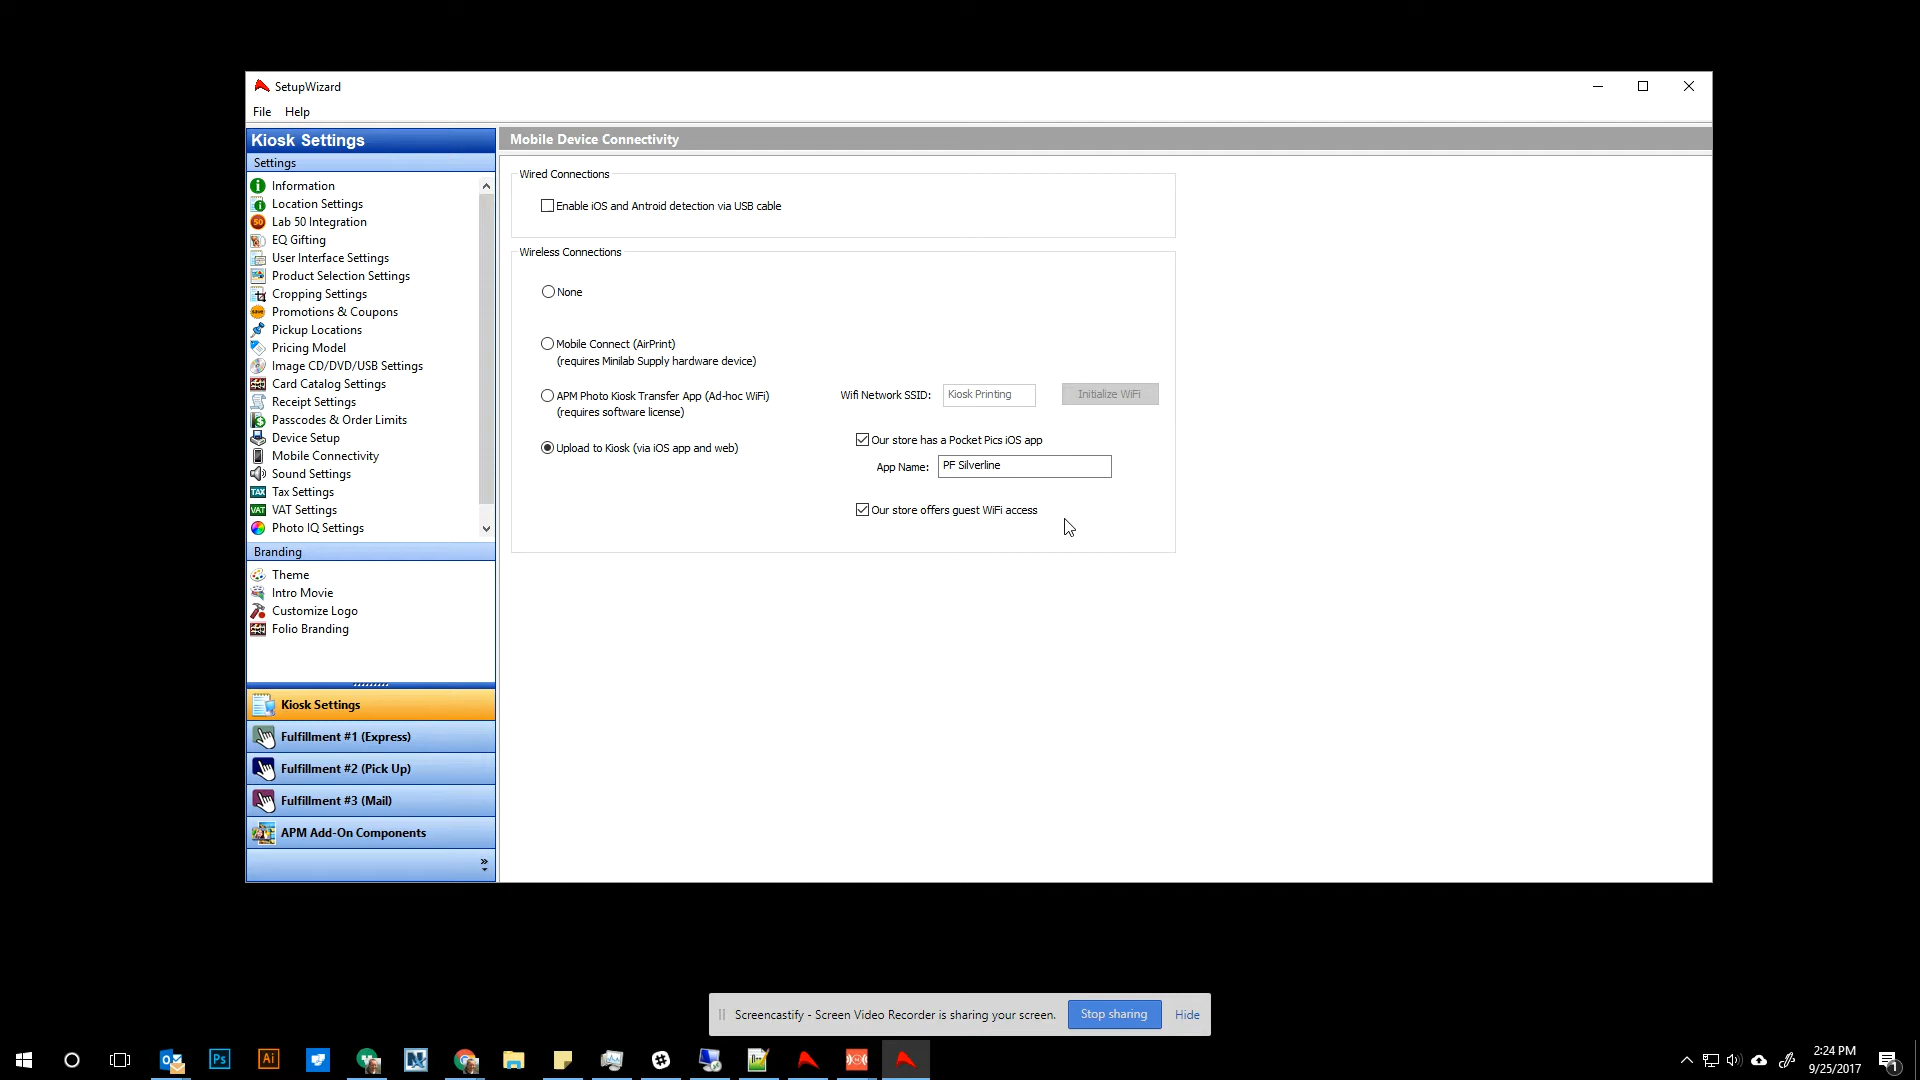 SetupWizard
File Help
Kiosk Settings
Settings
Information
Location Settings
50 Lab 50 Integration
EQ Gifting
User Interface Settings
Product Selection Settings
Cropping Settings
Promotions & Coupons
Pickup Locations
Pricing Model
Image CD/DVD/USB Settings
Card Catalog Settings
Receipt Settings
Passcodes & Order Limits
Device Setup
Mobile Connectivity
Sound Settings
TAX Tax Settings
VAT VAT Settings
Photo IQ Settings
Branding
Theme
Intro Movie
Customize Logo
Folio Branding
Kiosk Settings
Fulfillment #1 (Express)
Fulfillment #2 (Pick Up)
Fulfillment #3 (Mail)
APM Add-On Components
Mobile Device Connectivity
Wired Connections
Enable iOS and Antroid detection via USB cable
Wireless Connections
None
Mobile Connect (AirPrint)
(requires Minilab Supply hardware device)
APM Photo Kiosk Transfer App (Ad-hoc WiFi)
(requires software license)
Wifi Network SSID: Kiosk Printing Initialize WiFi
Upload to Kiosk (via iOS app and web)
Our store has a Pocket Pics iOS app
App Name: PF Silverline
Our store offers guest WiFi access
Screencastify - Screen Video Recorder is sharing your screen. Stop sharing Hide
Ps Ai
2:24 PM
9/25/2017
1